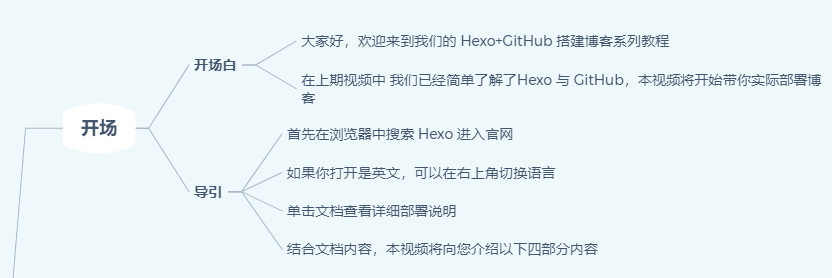 开场
开场白
大家好，欢迎来到我们的 Hexo+GitHub 搭建博客系列教程
在上期视频中 我们已经简单了解了Hexo 与 GitHub，本视频将开始带你实际部署博
客
导引
首先在浏览器中搜索 Hexo 进入官网
如果你打开是英文，可以在右上角切换语言
单击文档查看详细部署说明
结合文档内容，本视频将向您介绍以下四部分内容